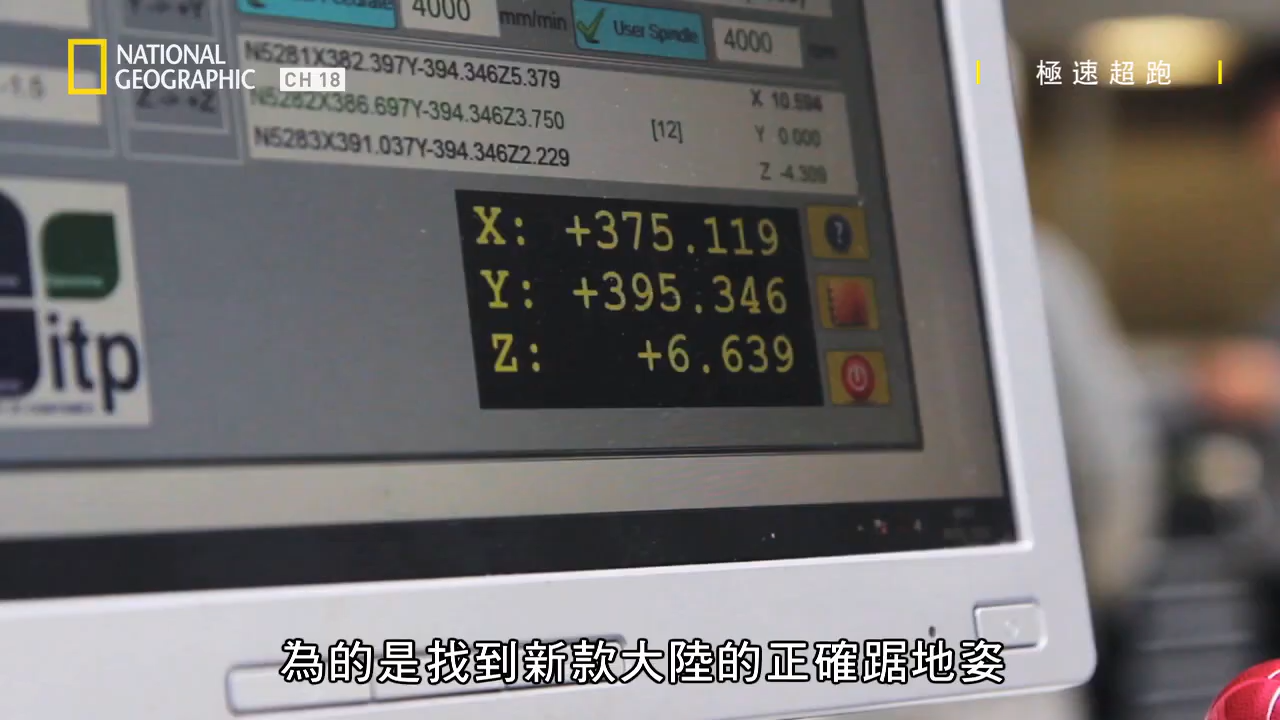 NATIONAL
GEOGRAPHIC CH 18
極速超跑
4000 mm/min User Spindle 4000
N5281X382.397Y-394.346Z5.379
N5282X386.697Y-394.346Z3.750
N5283X391.037Y-394.346Z2.229
[12]
X 10.594
Y 0.000
Z -4.309
X: +375.119
Y: +395.346
Z: +6.639
?
itp
為的是找到新款大陸的正確踞地姿